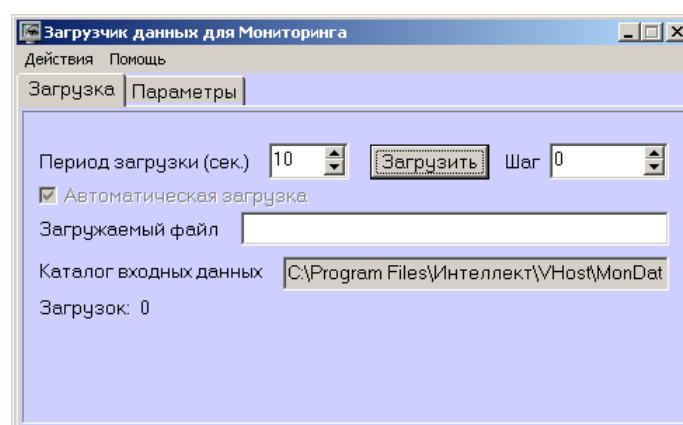 Загрузчик данных для Мониторинга
Действия Помощь
Загрузка Параметры
Период загрузки (сек.) 10 Загрузить Шаг 0
Автоматическая загрузка
Загружаемый файл
Каталог входных данных C:\Program Files\Интеллект\VHost\MonDat
Загрузок: 0